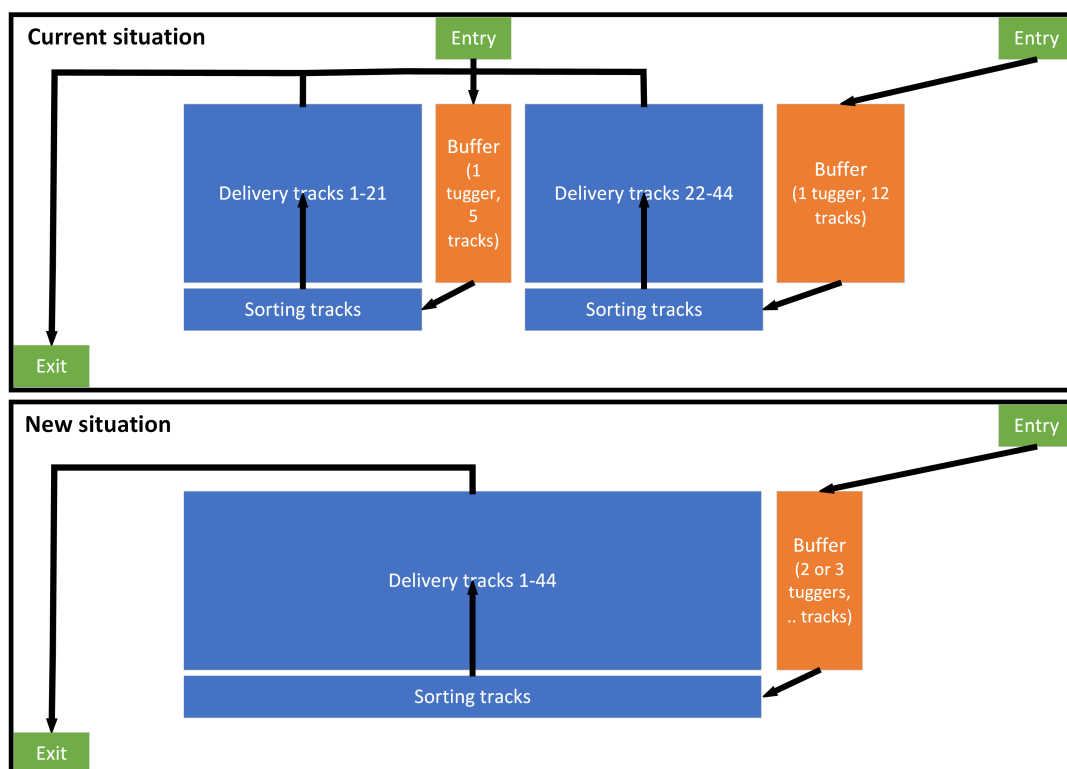 Current situation
Entry
Entry
Delivery tracks 1-21
Buffer
(1
tugger,
5
tracks)
Delivery tracks 22-44
Buffer
(1 tugger, 12
tracks)
Sorting tracks
Sorting tracks
Exit
New situation
Entry
Delivery tracks 1-44
Buffer
(2 or 3
tuggers,
.. tracks)
Sorting tracks
Exit